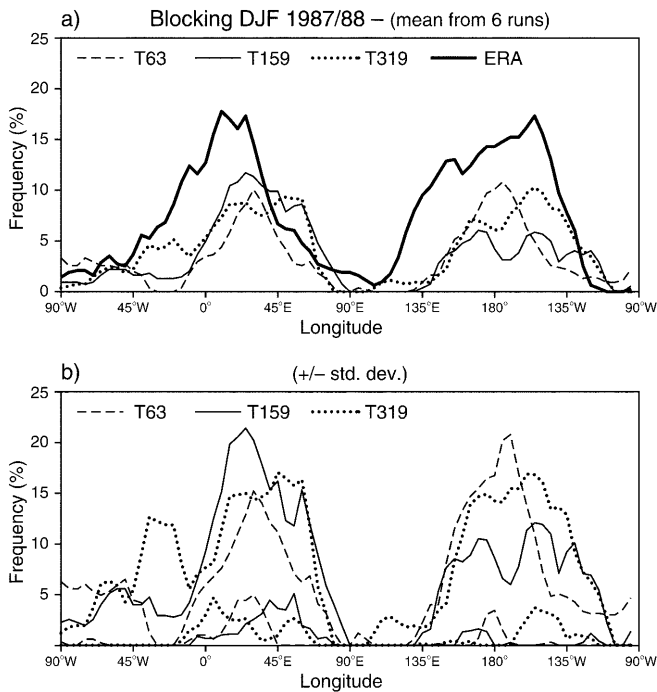 a) Blocking DJF 1987/88 – (mean from 6 runs)
25
T63 T159 T319 ERA
20
15
10
5
0
Frequency (%)
90°W 45°W 0° 45°E 90°E 135°E 180° 135°W 90°W
Longitude
b) (+/– std. dev.)
25
T63 T159 T319
20
15
10
5
Frequency (%)
90°W 45°W 0° 45°E 90°E 135°E 180° 135°W 90°W
Longitude